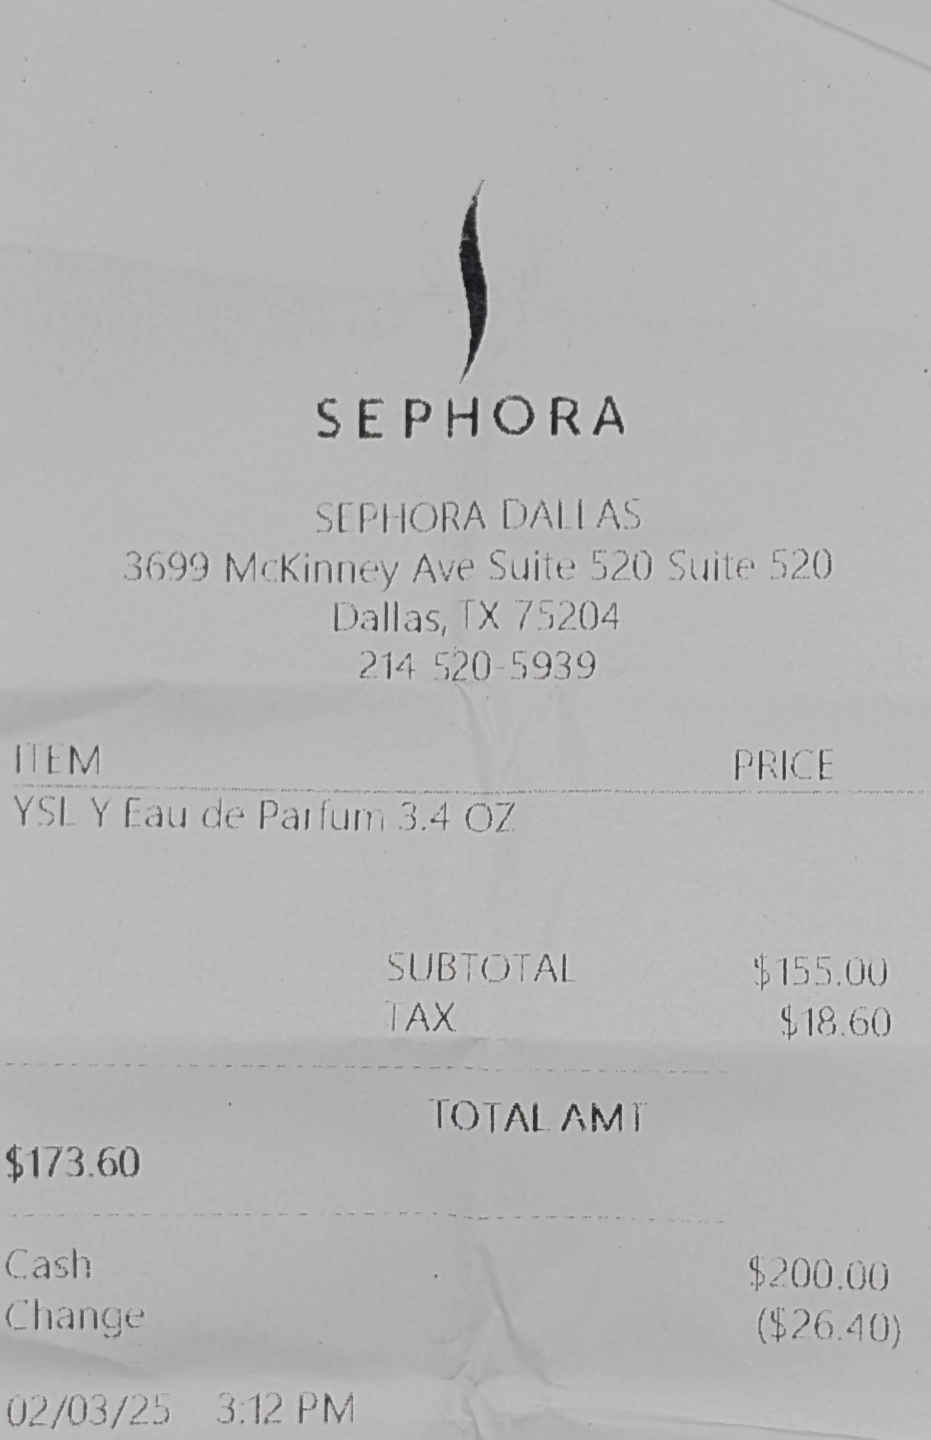 SEPHORA
SEPHORA DALLAS
3699 McKinney Ave Suite 520 Suite 520
Dallas, TX 75204
214 520-5939
ITEM PRICE
YSL Y Eau de Parfum 3.4 OZ
SUBTOTAL $155.00
TAX $18.60
TOTAL AMT
$173.60
Cash $200.00
Change ($26.40)
02/03/25 3:12 PM